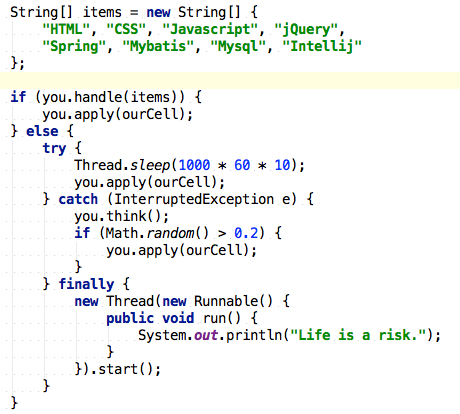 String[] items = new String[] {
    "HTML", "CSS", "Javascript", "jQuery",
    "Spring", "Mybatis", "Mysql", "Intellij"
};

if (you.handle(items)) {
    you.apply(ourCell);
} else {
    try {
        Thread.sleep(1000 * 60 * 10);
        you.apply(ourCell);
    } catch (InterruptedException e) {
        you.think();
        if (Math.random() > 0.2) {
            you.apply(ourCell);
        }
    } finally {
        new Thread(new Runnable() {
            public void run() {
                System.out.println("Life is a risk.");
            }
        }).start();
    }
}